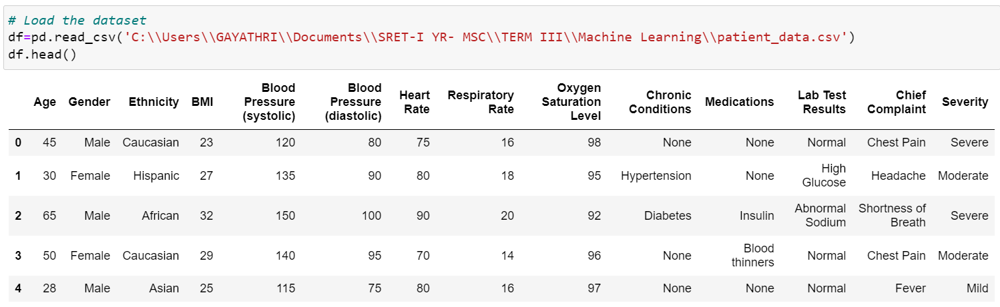 # Load the dataset
df=pd.read_csv('C:\\Users\\GAYATHRI\\Documents\\SRET-I YR- MSC\\TERM III\\Machine Learning\\patient_data.csv')
df.head()
Age Gender Ethnicity BMI Blood Pressure (systolic) Blood Pressure (diastolic) Heart Rate Respiratory Rate Oxygen Saturation Level Chronic Conditions Medications Lab Test Results Chief Complaint Severity
0 45 Male Caucasian 23 120 80 75 16 98 None None Normal Chest Pain Severe
1 30 Female Hispanic 27 135 90 80 18 95 Hypertension None High Glucose Headache Moderate
2 65 Male African 32 150 100 90 20 92 Diabetes Insulin Abnormal Sodium Shortness of Breath Severe
3 50 Female Caucasian 29 140 95 70 14 96 None Blood thinners Normal Chest Pain Moderate
4 28 Male Asian 25 115 75 80 16 97 None None Normal Fever Mild